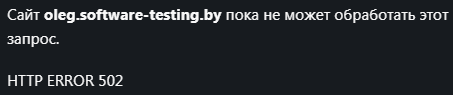 Сайт oleg.software-testing.by пока не может обработать этот
запрос.
HTTP ERROR 502